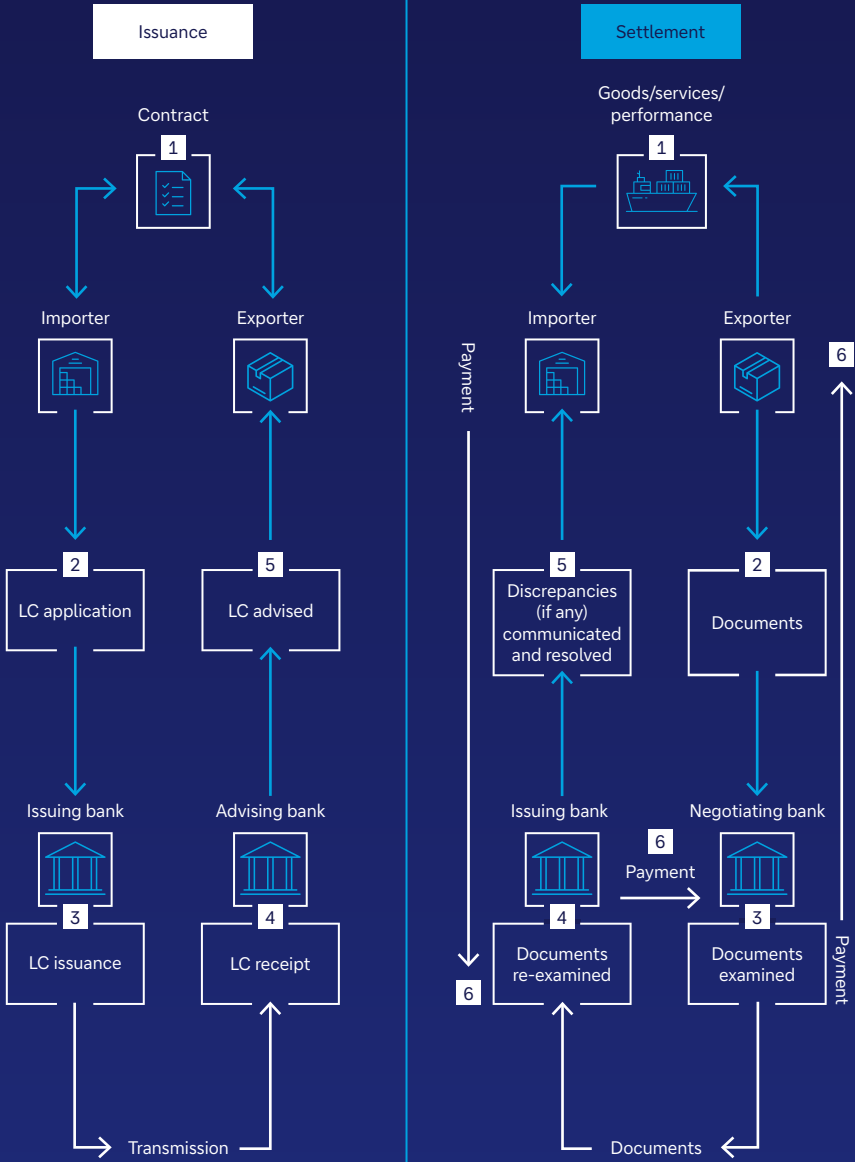 Issuance
Contract
1
Importer
Exporter
2
LC application
5
LC advised
Issuing bank
Advising bank
3
LC issuance
4
LC receipt
Transmission
Settlement
Goods/services/
performance
1
Importer
Exporter
Payment
6
5
Discrepancies
(if any)
communicated
and resolved
2
Documents
Issuing bank
Negotiating bank
6
Payment
4
Documents
re-examined
3
Documents
examined
6
Payment
Documents